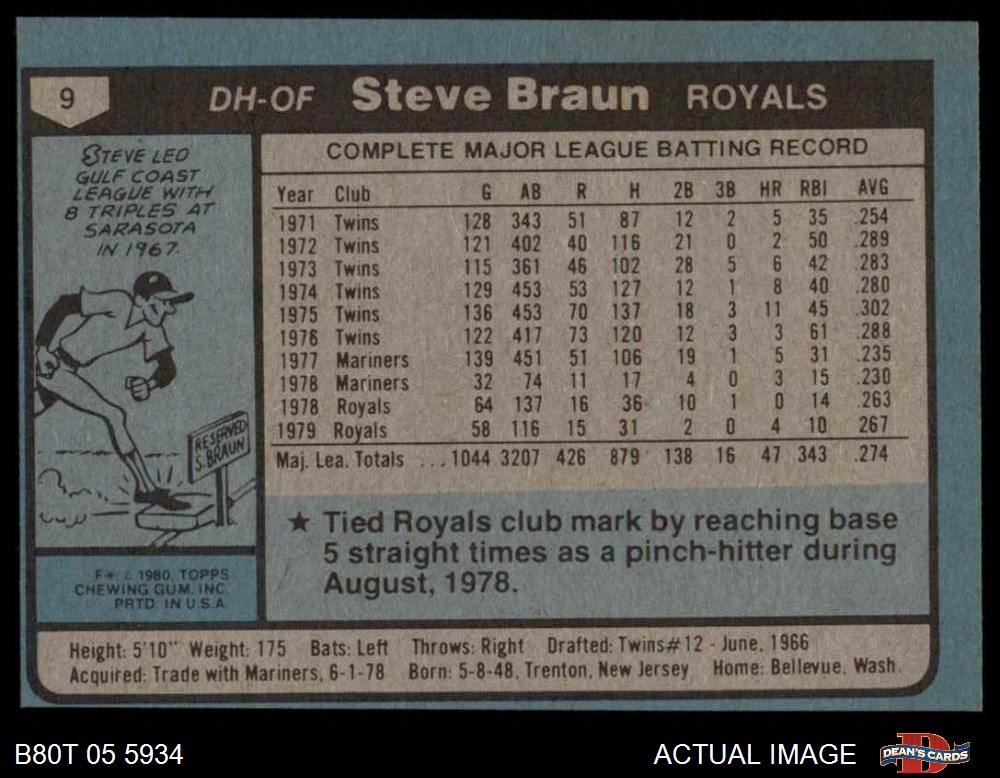 9
DH-OF Steve Braun ROYALS
STEVE LED
GULF COAST
LEAGUE WITH
8 TRIPLES AT
SARASOTA
IN 1967.
RESERVED
S. BRAUN
F* © 1980, TOPPS
CHEWING GUM, INC.
PRTD. IN U.S.A.
COMPLETE MAJOR LEAGUE BATTING RECORD
Year Club G AB R H 2B 3B HR RBI AVG
1971 Twins 128 343 51 87 12 2 5 35 .254
1972 Twins 121 402 40 116 21 0 2 50 .289
1973 Twins 115 361 46 102 28 5 6 42 .283
1974 Twins 129 453 53 127 12 1 8 40 .280
1975 Twins 136 453 70 137 18 3 11 45 .302
1976 Twins 122 417 73 120 12 3 3 61 .288
1977 Mariners 139 451 51 106 19 1 5 31 .235
1978 Mariners 32 74 11 17 4 0 3 15 .230
1978 Royals 64 137 16 36 10 1 0 14 .263
1979 Royals 58 116 15 31 2 0 4 10 .267
Maj. Lea. Totals ... 1044 3207 426 879 138 16 47 343 .274
★ Tied Royals club mark by reaching base
5 straight times as a pinch-hitter during
August, 1978.
Height: 5'10" Weight: 175 Bats: Left Throws: Right Drafted: Twins #12 - June, 1966
Acquired: Trade with Mariners, 6-1-78 Born: 5-8-48, Trenton, New Jersey Home: Bellevue, Wash.
B80T 05 5934
ACTUAL IMAGE
DEAN'S CARDS